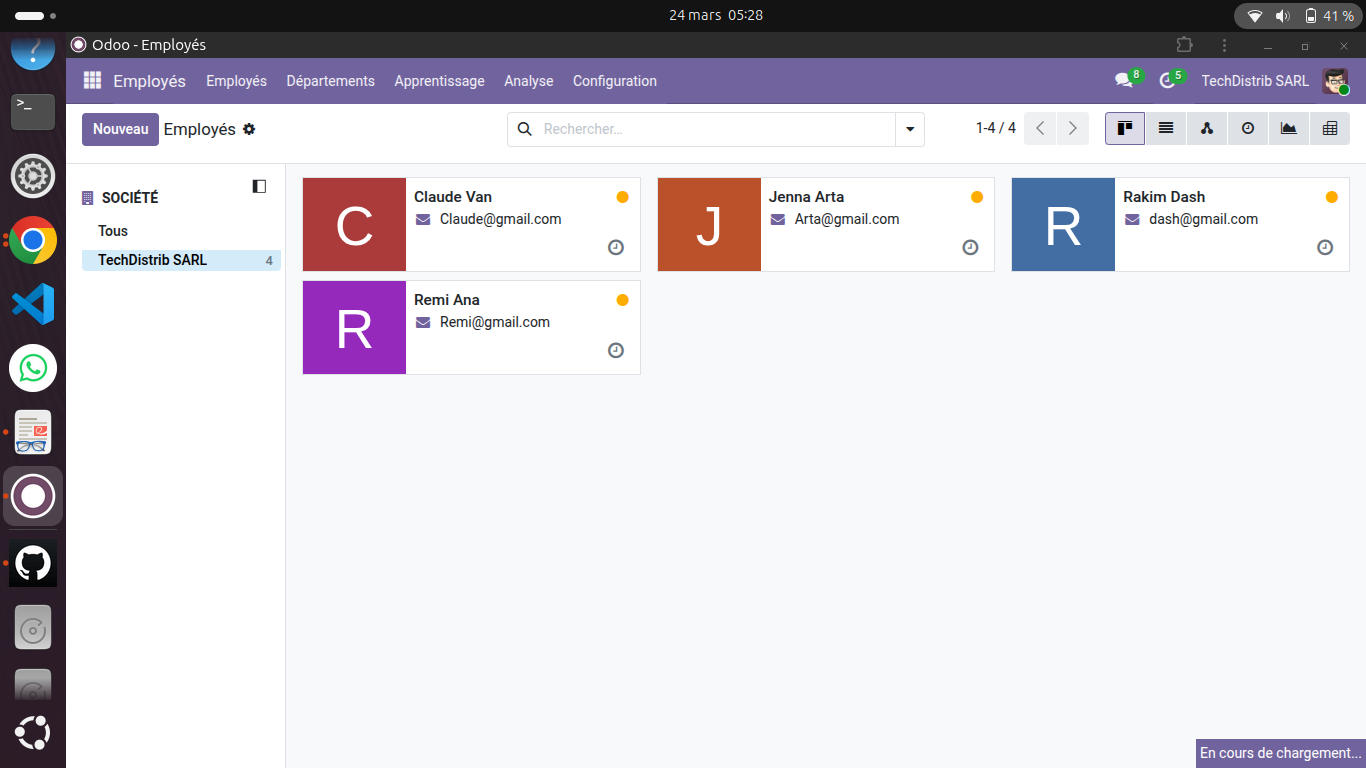 24 mars 05:28
41 %
Odoo - Employés
Employés Employés Départements Apprentissage Analyse Configuration 8 5 TechDistrib SARL
Nouveau Employés Rechercher... 1-4 / 4
SOCIÉTÉ
Tous
TechDistrib SARL 4
C
Claude Van
Claude@gmail.com
J
Jenna Arta
Arta@gmail.com
R
Rakim Dash
dash@gmail.com
R
Remi Ana
Remi@gmail.com
En cours de chargement...